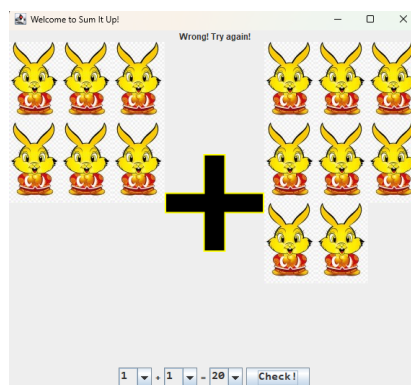 Welcome to Sum It Up!
Wrong! Try again!
1 + 1 = 20 Check!